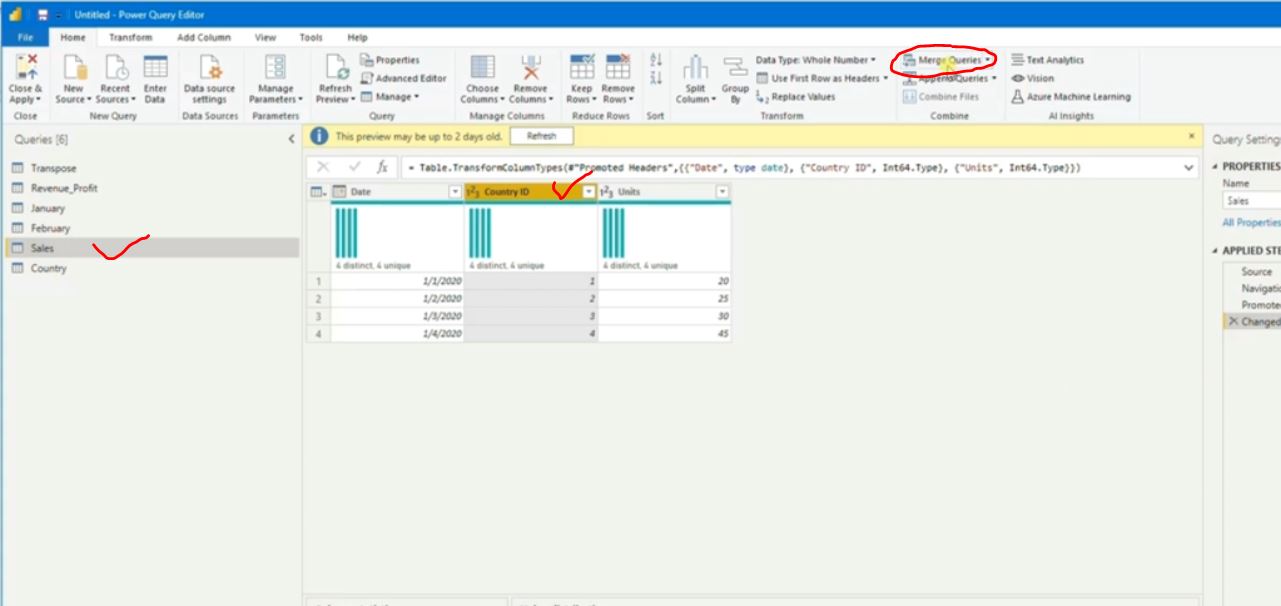 Untitled - Power Query Editor
File Home Transform Add Column View Tools Help
Close & Apply New Source Recent Sources Enter Data Data source settings Manage Parameters Refresh Preview Properties Advanced Editor Manage Choose Columns Remove Columns Keep Rows Remove Rows Split Column Group By Data Type: Whole Number Use First Row as Headers Replace Values Merge Queries Append Queries Combine Files Text Analytics Vision Azure Machine Learning
Close New Query Data Sources Parameters Query Manage Columns Reduce Rows Sort Transform Combine AI Insights
Queries [6]
Transpose
Revenue_Profit
January
February
Sales
Country
This preview may be up to 2 days old. Refresh
fx = Table.TransformColumnTypes(#"Promoted Headers",{{"Date", type date}, {"Country ID", Int64.Type}, {"Units", Int64.Type}})
Date 123 Country ID 123 Units
4 distinct, 4 unique 4 distinct, 4 unique 4 distinct, 4 unique
1 1/1/2020 1 20
2 1/2/2020 2 25
3 1/3/2020 3 30
4 1/4/2020 4 45
Query Settings
PROPERTIES
Name
Sales
All Properties
APPLIED STE
Source
Navigatio
Promoted
Changed